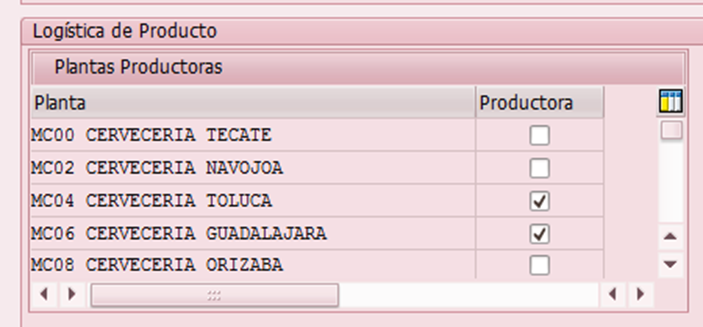 Logística de Producto
Plantas Productoras
Planta Productora
MC00 CERVECERIA TECATE
MC02 CERVECERIA NAVOJOA
MC04 CERVECERIA TOLUCA
MC06 CERVECERIA GUADALAJARA
MC08 CERVECERIA ORIZABA